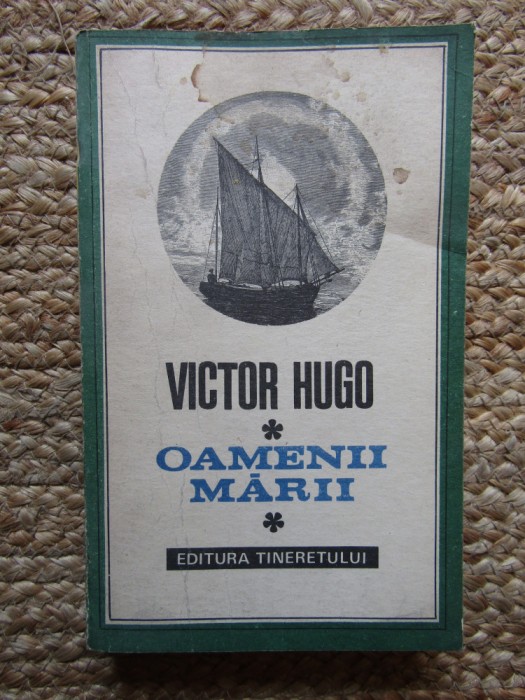 VICTOR HUGO
*
OAMENII
MĂRII
*
EDITURA TINERETULUI